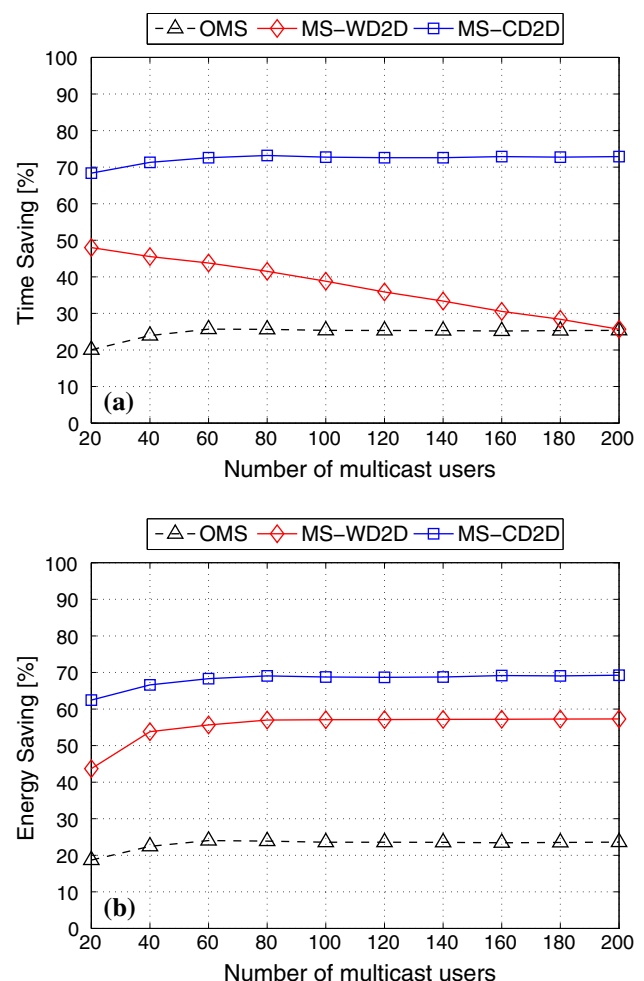 OMS MS-WD2D MS-CD2D
100
90
80
70
60
50
40
30
20
10
0
Time Saving [%]
(a)
20 40 60 80 100 120 140 160 180 200
Number of multicast users
OMS MS-WD2D MS-CD2D
100
90
80
70
60
50
40
30
20
10
0
Energy Saving [%]
(b)
20 40 60 80 100 120 140 160 180 200
Number of multicast users